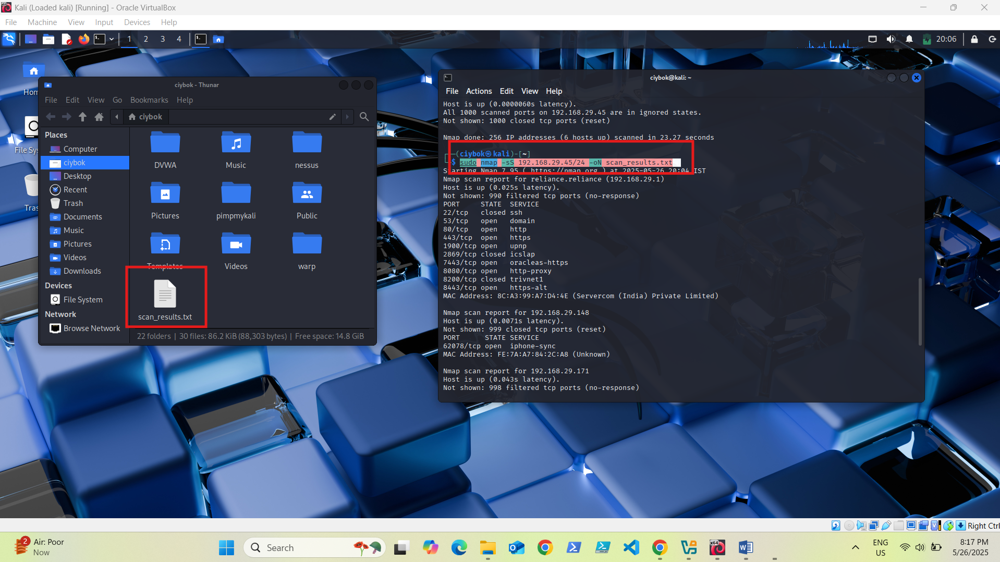 Kali (Loaded kali) [Running] - Oracle VirtualBox
File Machine View Input Devices Help
1 2 3 4
20:06
ciybok - Thunar
File Edit View Go Bookmarks Help
ciybok
Places
Computer
ciybok
Desktop
Recent
Trash
Documents
Music
Pictures
Videos
Downloads
Devices
File System
Network
Browse Network
DVWA Music nessus
Pictures pimpmykali Public
Templates Videos warp
scan_results.txt
22 folders | 30 files: 86.2 KiB (88,303 bytes) | Free space: 14.8 GiB
ciybok@kali: ~
File Actions Edit View Help
Host is up (0.0000060s latency).
All 1000 scanned ports on 192.168.29.45 are in ignored states.
Not shown: 1000 closed tcp ports (reset)
Nmap done: 256 IP addresses (6 hosts up) scanned in 23.27 seconds
┌──(ciybok㉿kali)-[~]
└─$ sudo nmap -sS 192.168.29.45/24 -oN scan_results.txt
Starting Nmap 7.95 ( https://nmap.org ) at 2025-05-26 20:04 IST
Nmap scan report for reliance.reliance (192.168.29.1)
Host is up (0.025s latency).
Not shown: 990 filtered tcp ports (no-response)
PORT STATE SERVICE
22/tcp closed ssh
53/tcp open domain
80/tcp open http
443/tcp open https
1900/tcp open upnp
2869/tcp closed icslap
7443/tcp open oracleas-https
8080/tcp open http-proxy
8200/tcp closed trivnet1
8443/tcp open https-alt
MAC Address: 8C:A3:99:A7:D4:4E (Servercom (India) Private Limited)
Nmap scan report for 192.168.29.148
Host is up (0.0071s latency).
Not shown: 999 closed tcp ports (reset)
PORT STATE SERVICE
62078/tcp open iphone-sync
MAC Address: FE:7A:A7:84:2C:A8 (Unknown)
Nmap scan report for 192.168.29.171
Host is up (0.043s latency).
Not shown: 998 filtered tcp ports (no-response)
Right Ctrl
2
Air: Poor
Now
Search
ENG
US
8:17 PM
5/26/2025